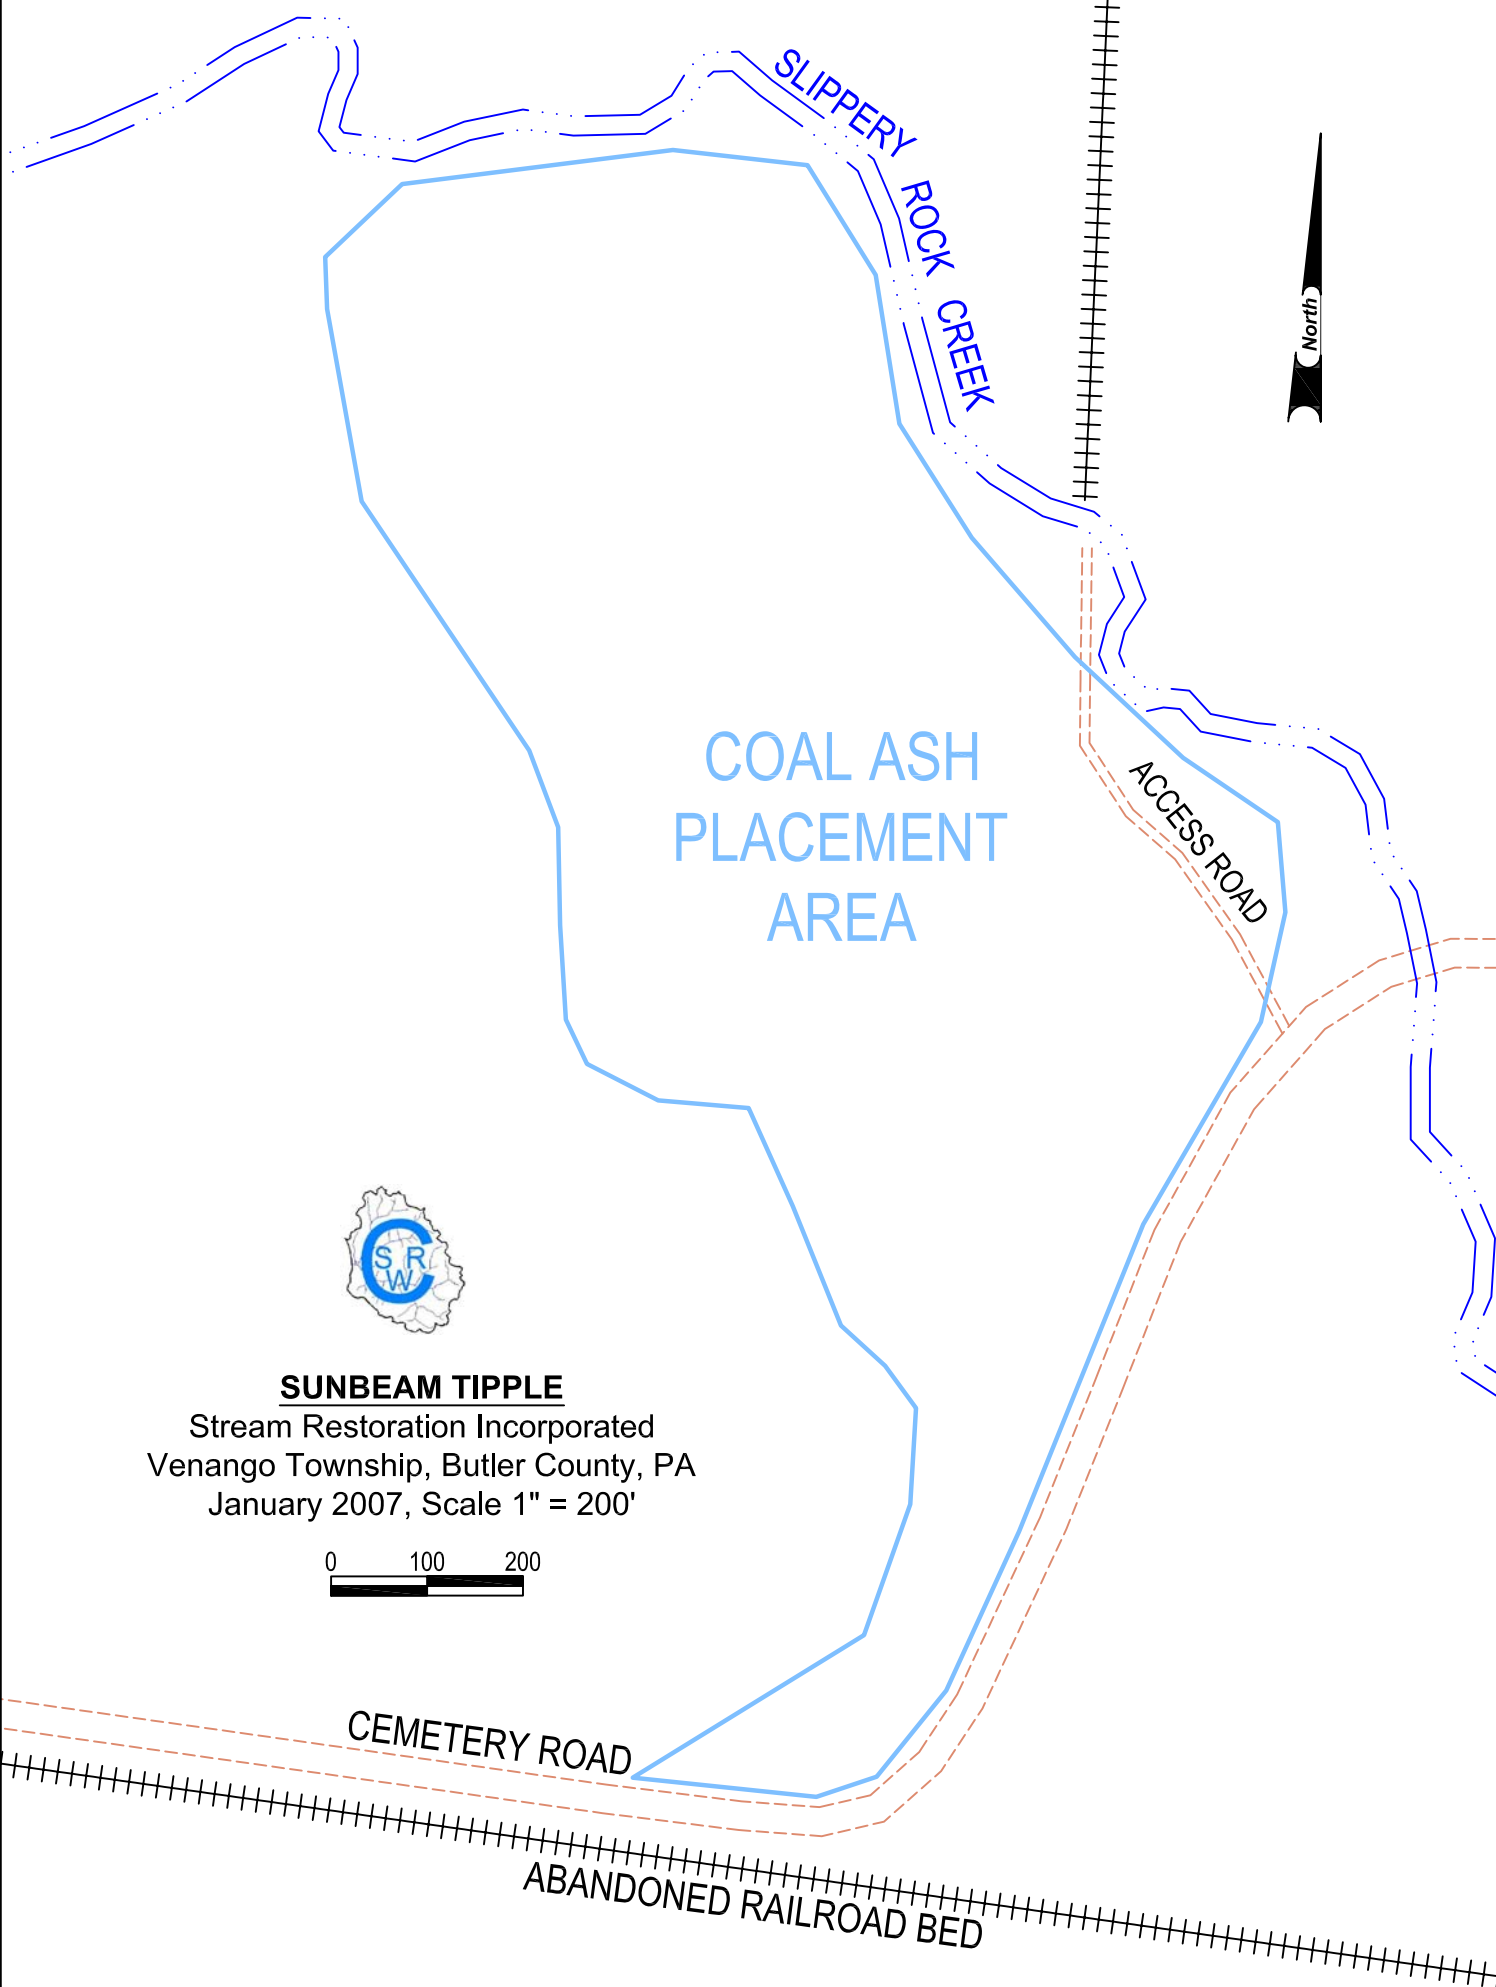 SLIPPERY ROCK CREEK
North
COAL ASH
PLACEMENT
AREA
ACCESS ROAD
C
S R
W
SUNBEAM TIPPLE
Stream Restoration Incorporated
Venango Township, Butler County, PA
January 2007, Scale 1" = 200'
0 100 200
CEMETERY ROAD
ABANDONED RAILROAD BED